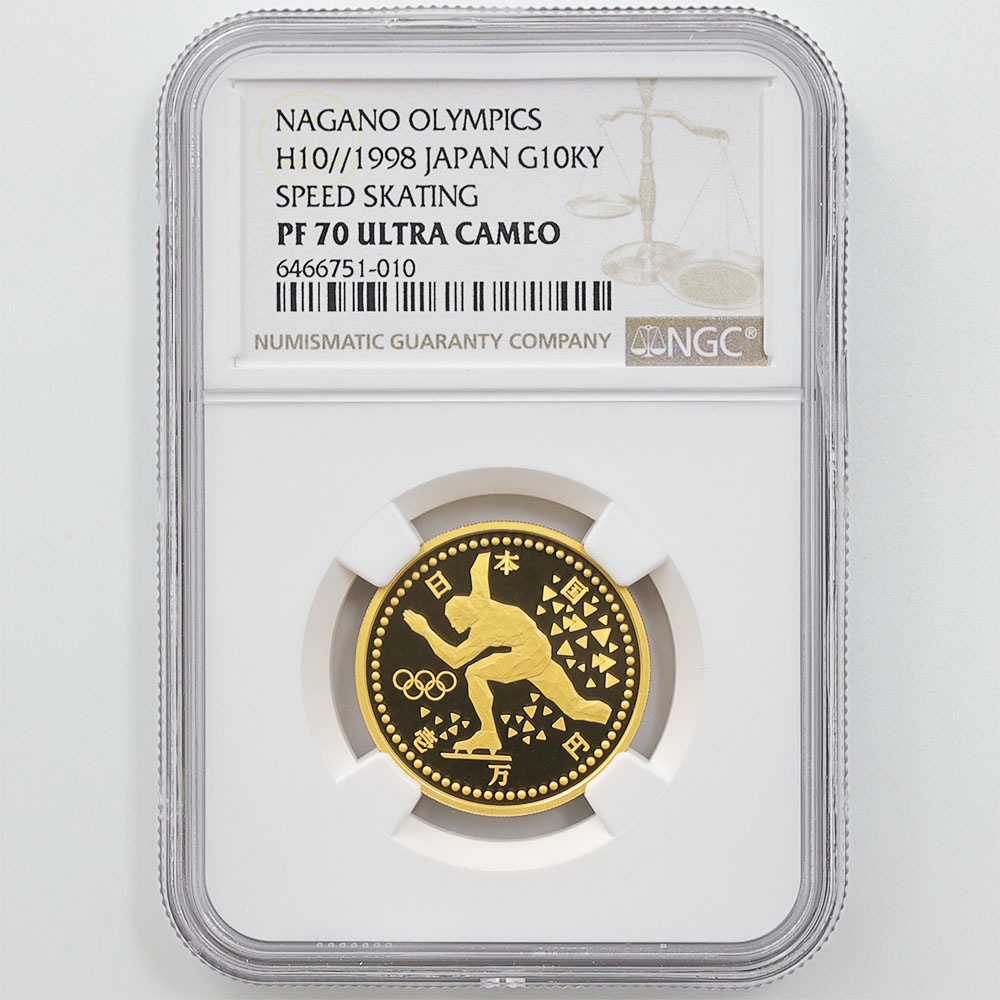 NAGANO OLYMPICS
H10//1998 JAPAN G10KY
SPEED SKATING
PF 70 ULTRA CAMEO
6466751-010
NUMISMATIC GUARANTY COMPANY
NGC®
日本国
壱万円